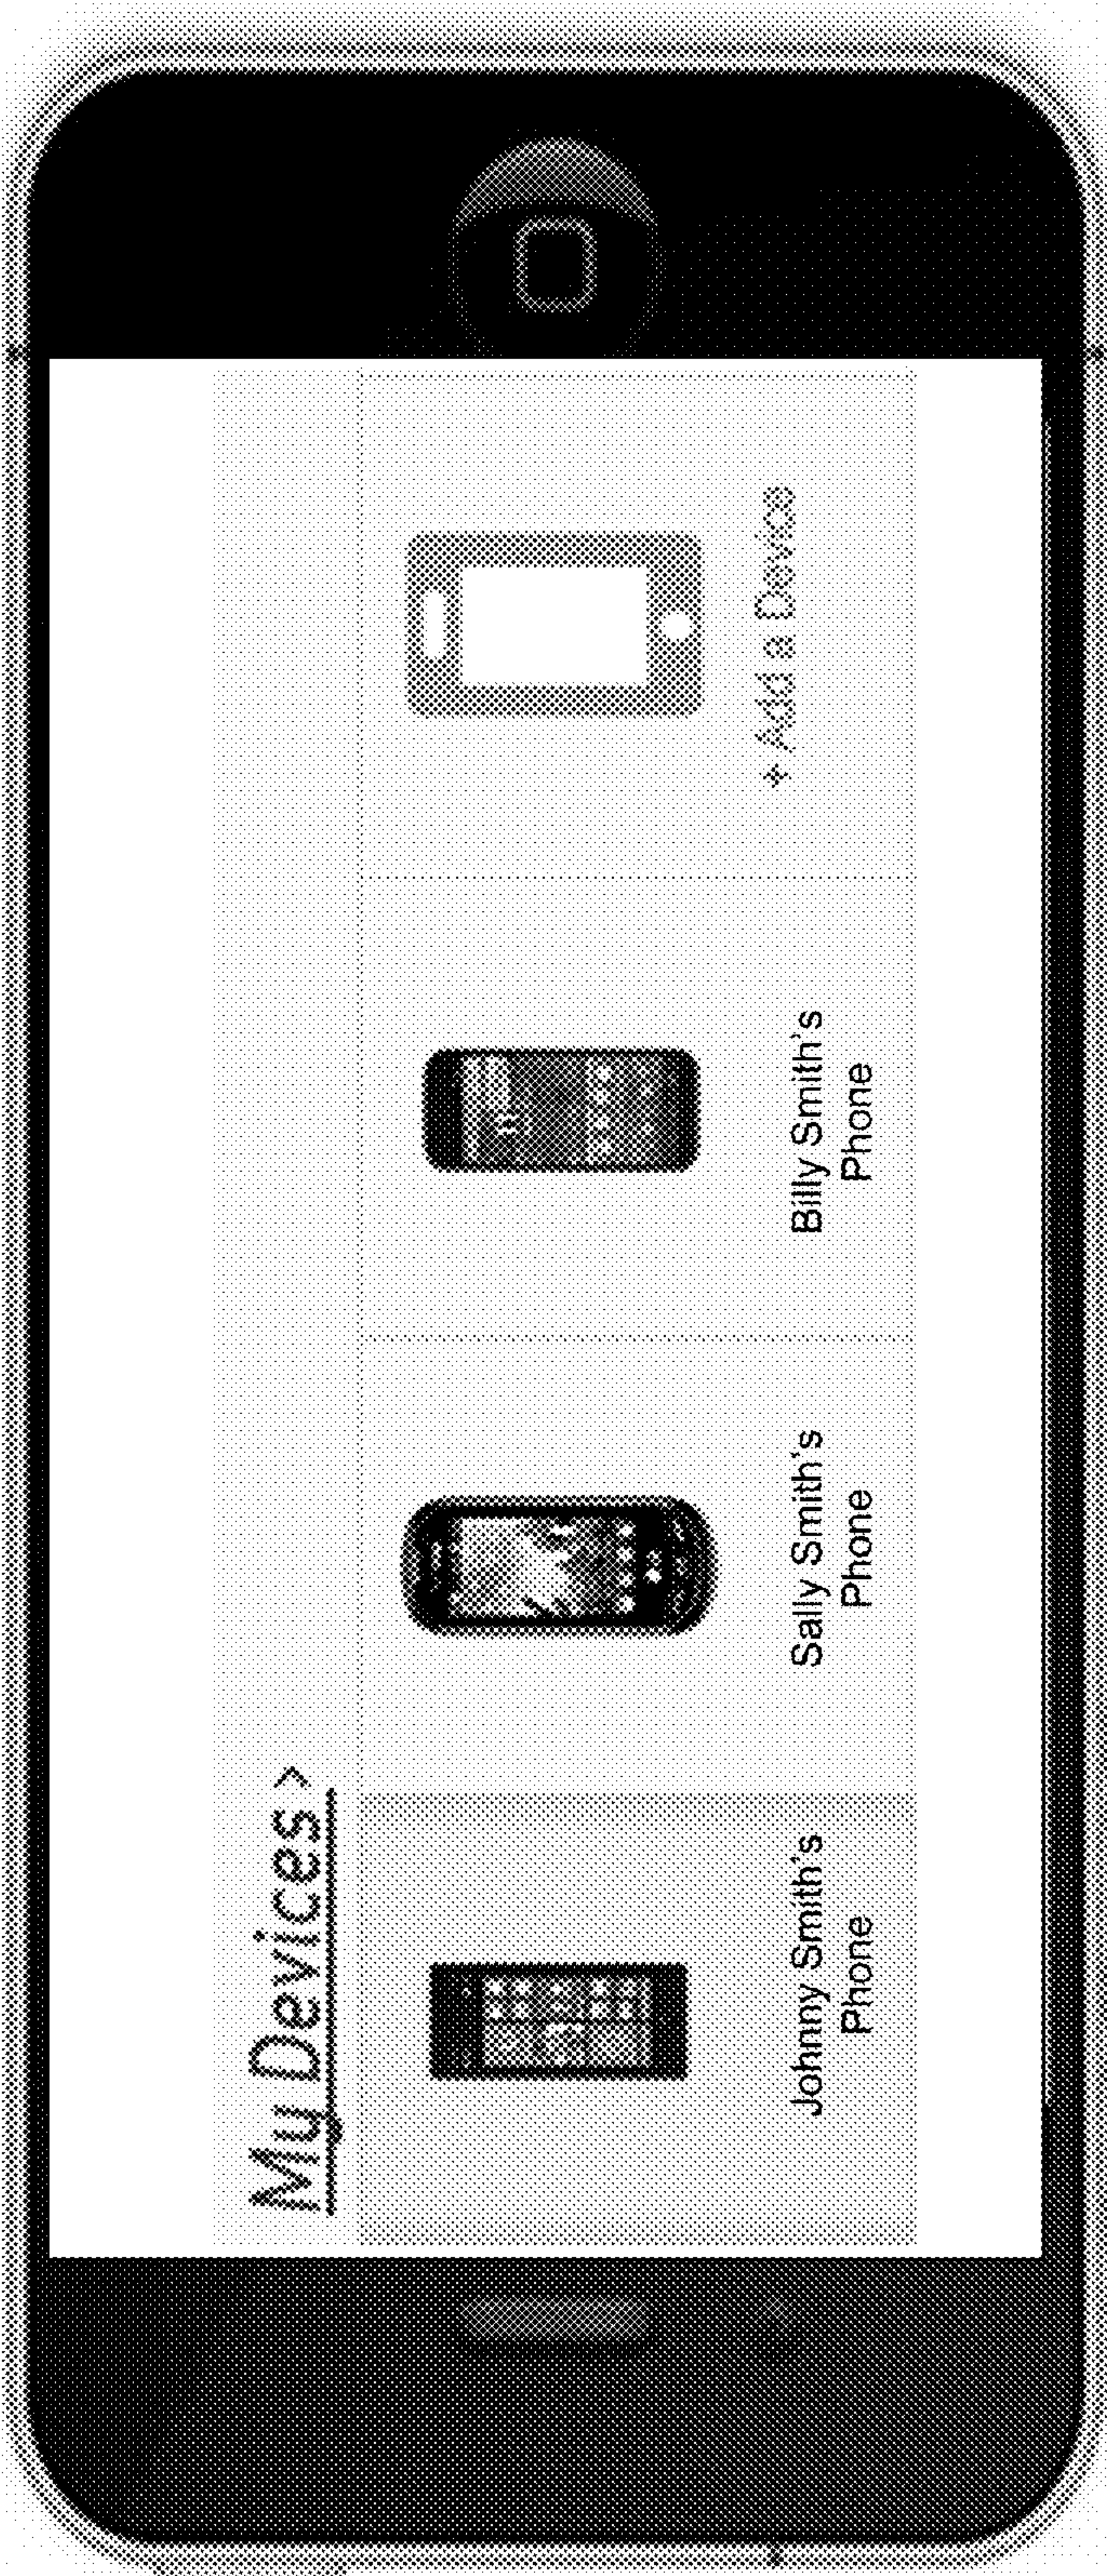 My Devices >
Johnny Smith's
Phone
Sally Smith's
Phone
Billy Smith's
Phone
+ Add a Device